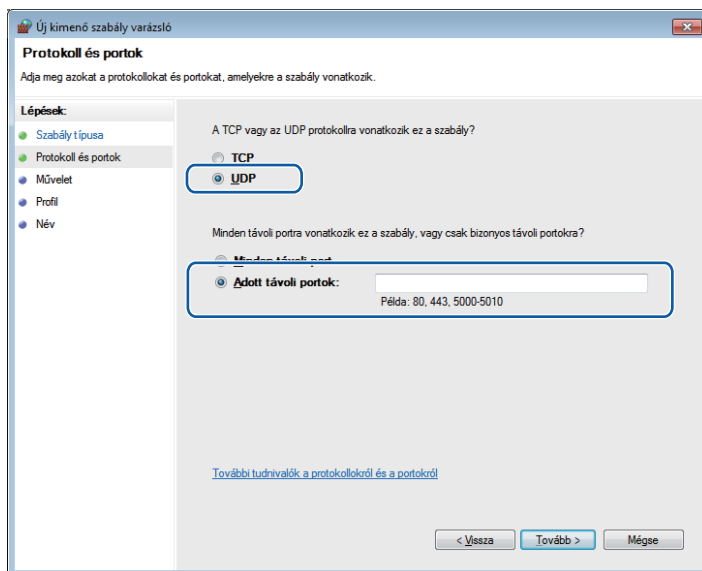 Új kimenő szabály varázsló
Protokoll és portok
Adja meg azokat a protokollokat és portokat, amelyekre a szabály vonatkozik.
Lépések:
Szabály típusa
Protokoll és portok
Művelet
Profil
Név
A TCP vagy az UDP protokollra vonatkozik ez a szabály?
TCP
UDP
Minden távoli portra vonatkozik ez a szabály, vagy csak bizonyos távoli portokra?
Minden távoli port
Adott távoli portok:
Példa: 80, 443, 5000-5010
További tudnivalók a protokollokról és a portokról
< Vissza
Tovább >
Mégse